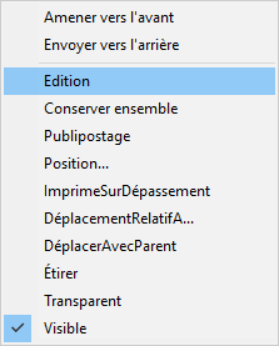 Amener vers l'avant
Envoyer vers l'arrière
Edition
Conserver ensemble
Publipostage
Position...
ImprimeSurDépassement
DéplacementRelatifA...
DéplacerAvecParent
Étirer
Transparent
Visible